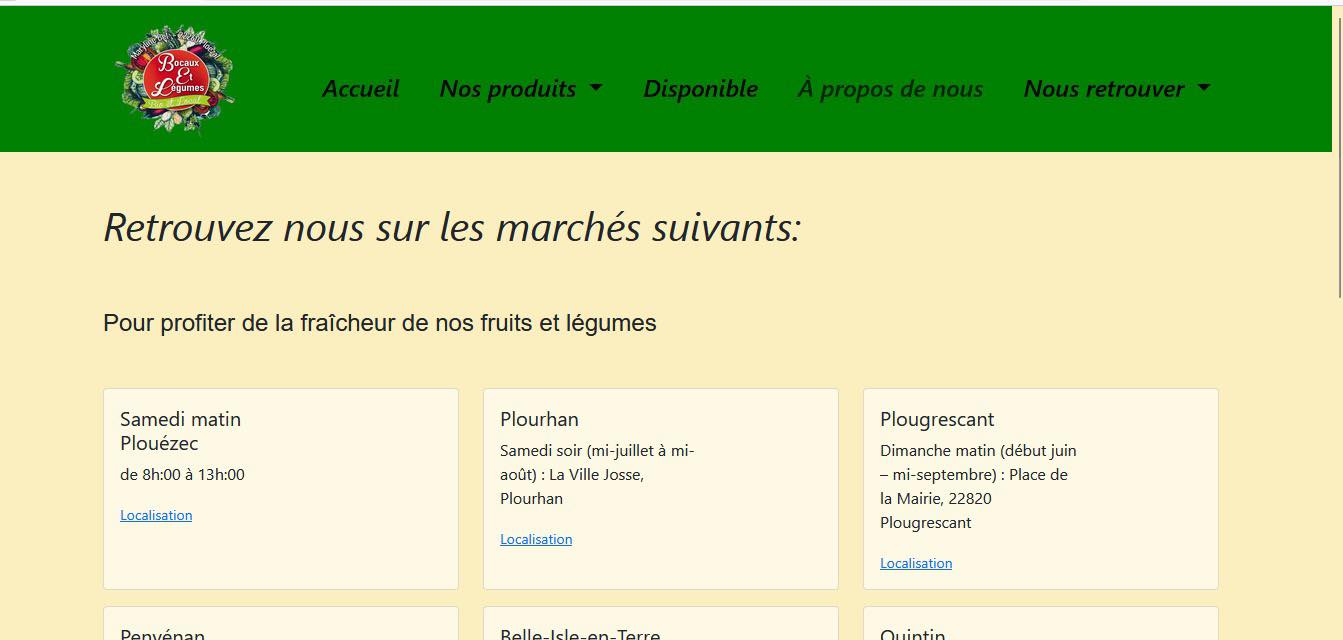 Bocaux
Et
Légumes
Bio et Local
Accueil
Nos produits
Disponible
À propos de nous
Nous retrouver
Retrouvez nous sur les marchés suivants:
Pour profiter de la fraîcheur de nos fruits et légumes
Samedi matin
Plouézec
de 8h:00 à 13h:00
Localisation
Plourhan
Samedi soir (mi-juillet à mi-
août) : La Ville Josse,
Plourhan
Localisation
Plougrescant
Dimanche matin (début juin
– mi-septembre) : Place de
la Mairie, 22820
Plougrescant
Localisation
Penvénan
Belle-Isle-en-Terre
Quintin